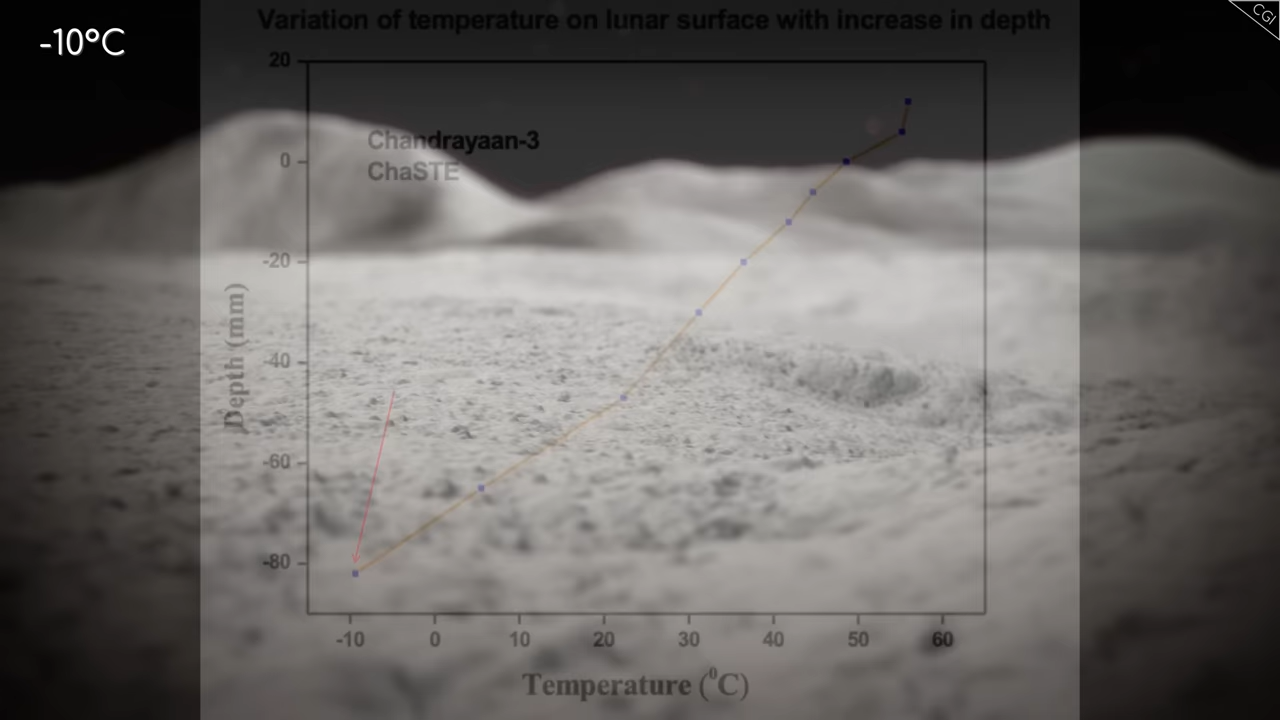 Variation of temperature on lunar surface with increase in depth
-10°C
CGI
20
Chandrayaan-3
0
ChaSTE
-20
Depth (mm)
-40
-60
-80
-10 0 10 20 30 40 50 60
Temperature (⁰C)